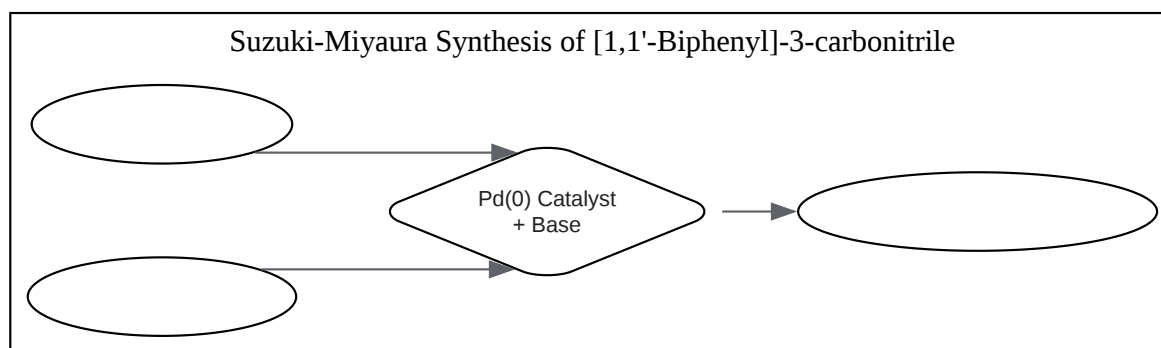 Suzuki-Miyaura Synthesis of [1,1'-Biphenyl]-3-carbonitrile
Pd(0) Catalyst
+ Base